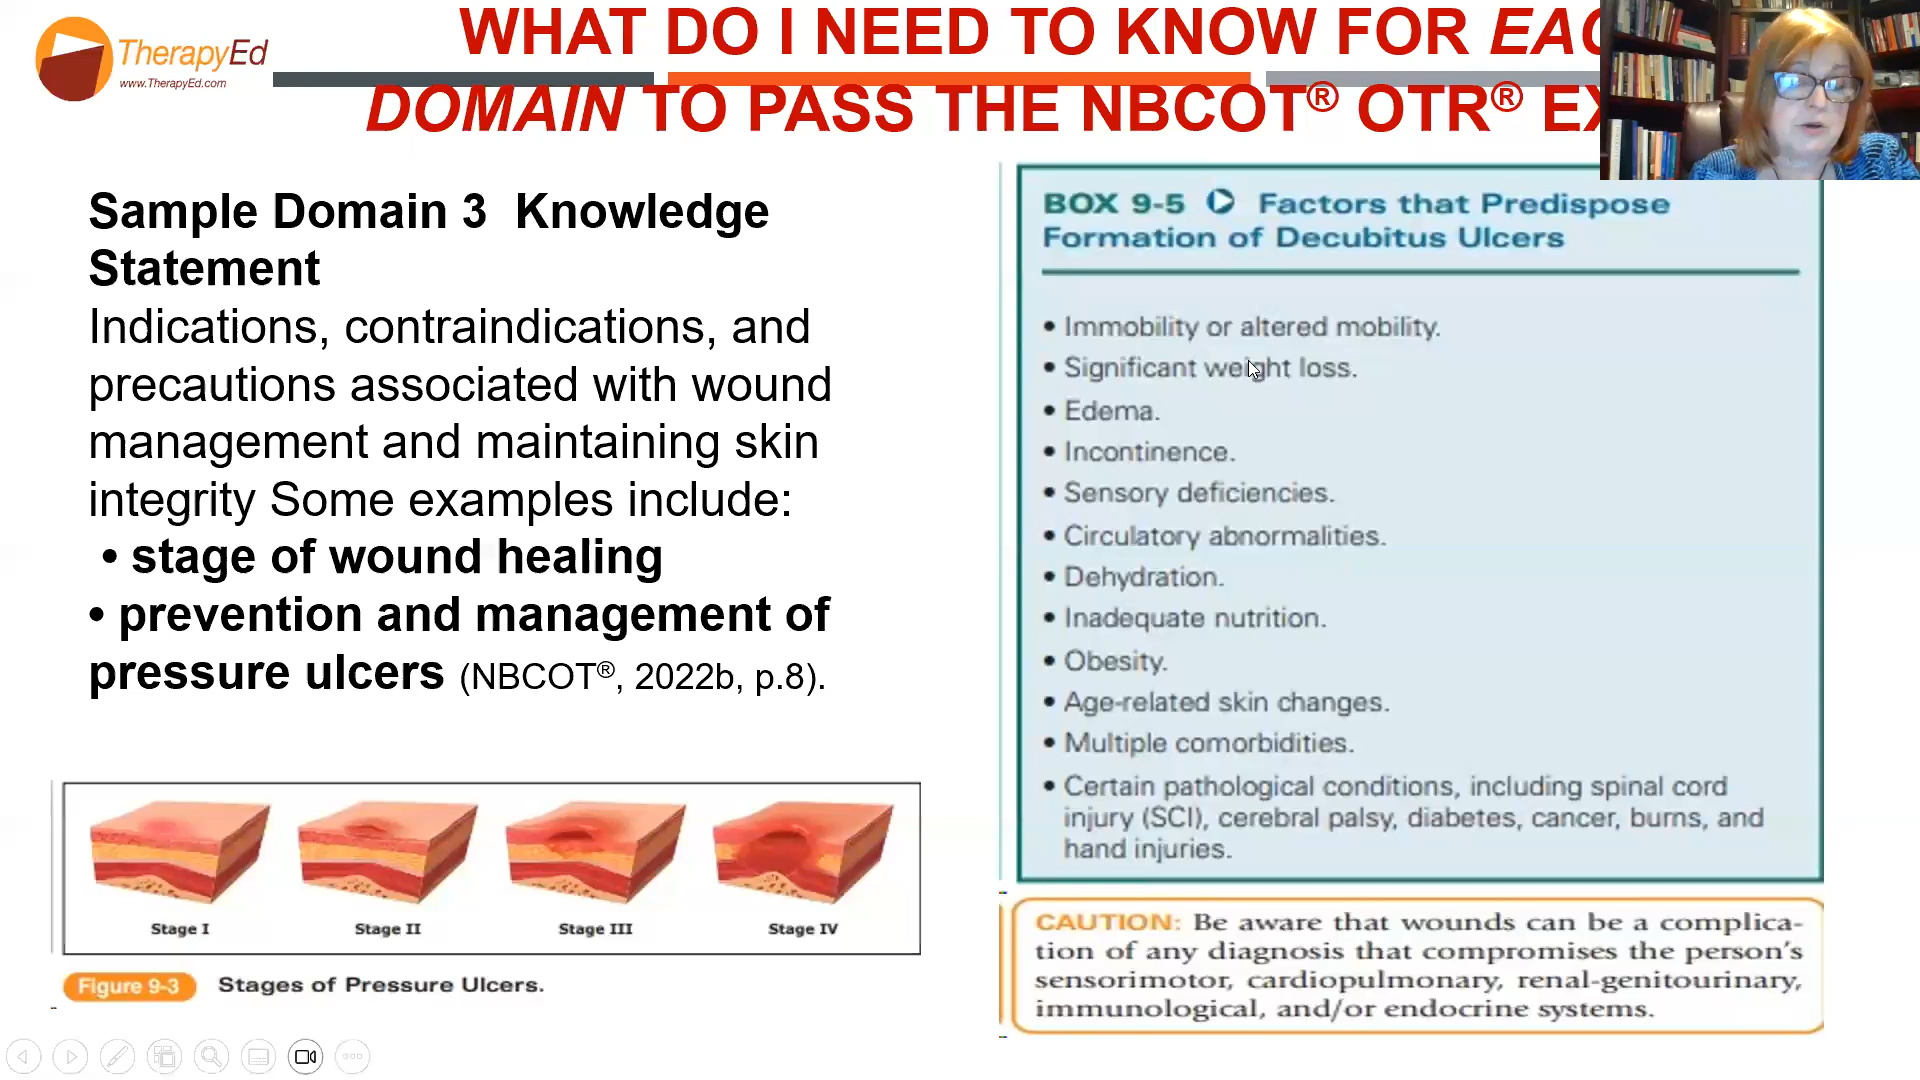 TherapyEd
www.TherapyEd.com
WHAT DO I NEED TO KNOW FOR EAC
DOMAIN TO PASS THE NBCOT® OTR® EX
Sample Domain 3 Knowledge
Statement
Indications, contraindications, and
precautions associated with wound
management and maintaining skin
integrity Some examples include:
• stage of wound healing
• prevention and management of
pressure ulcers (NBCOT®, 2022b, p.8).
Stage I Stage II Stage III Stage IV
Figure 9-3 Stages of Pressure Ulcers.
BOX 9-5 Factors that Predispose
Formation of Decubitus Ulcers
• Immobility or altered mobility.
• Significant weight loss.
• Edema.
• Incontinence.
• Sensory deficiencies.
• Circulatory abnormalities.
• Dehydration.
• Inadequate nutrition.
• Obesity.
• Age-related skin changes.
• Multiple comorbidities.
• Certain pathological conditions, including spinal cord
injury (SCI), cerebral palsy, diabetes, cancer, burns, and
hand injuries.
CAUTION: Be aware that wounds can be a complica-
tion of any diagnosis that compromises the person's
sensorimotor, cardiopulmonary, renal-genitourinary,
immunological, and/or endocrine systems.